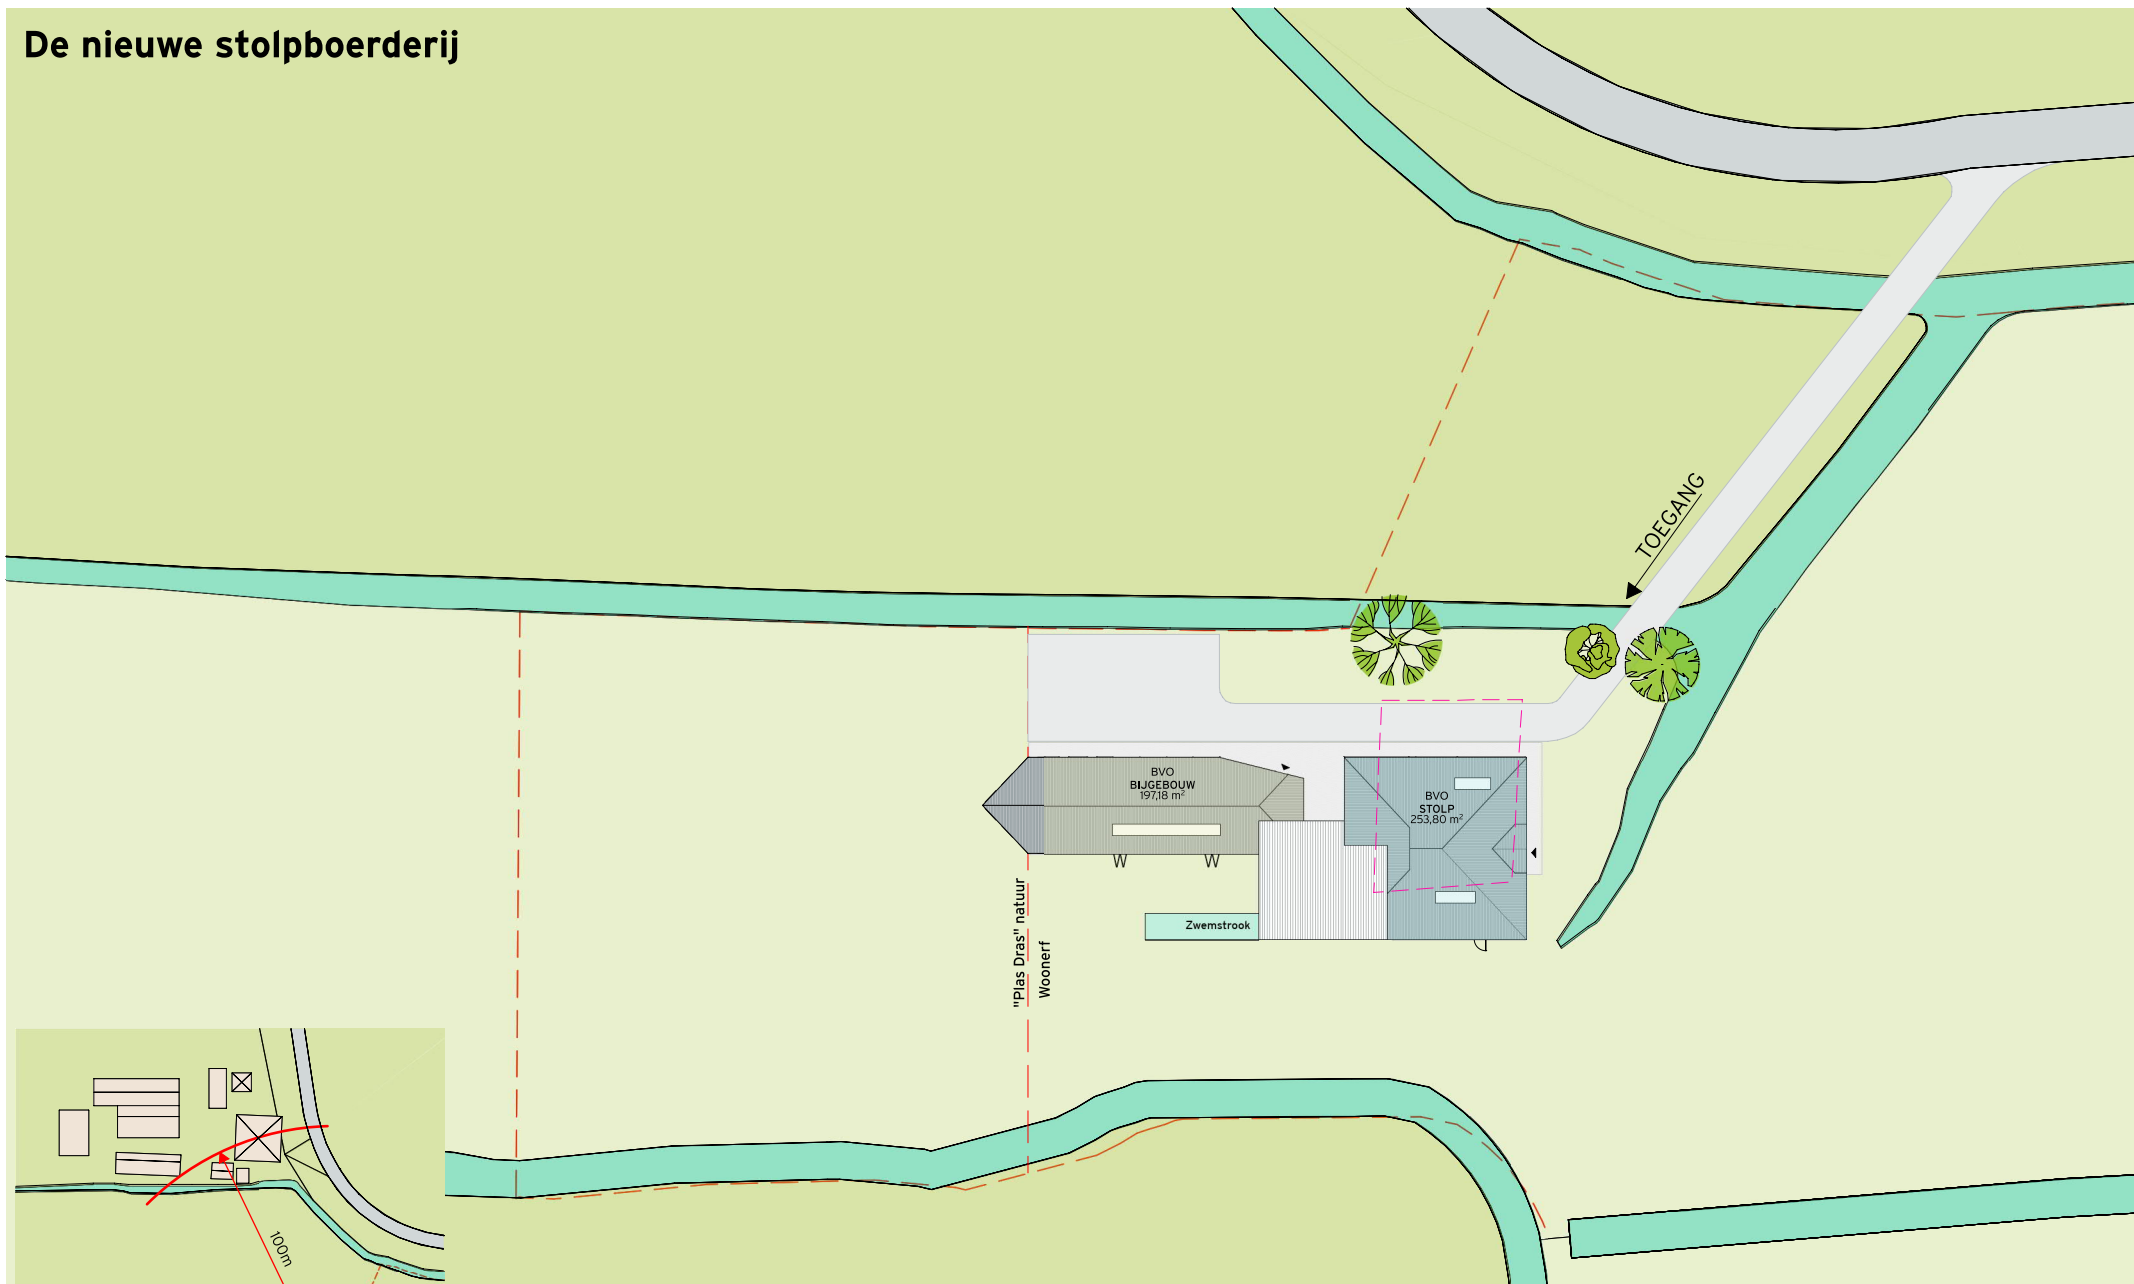 De nieuwe stolpboerderij
TOEGANG
BVO
BIJGEBOUW
197,18 m²
BVO
STOLP
253,80 m²
Zwemstrook
"Plas Dras" natuur
Woonerf
100m